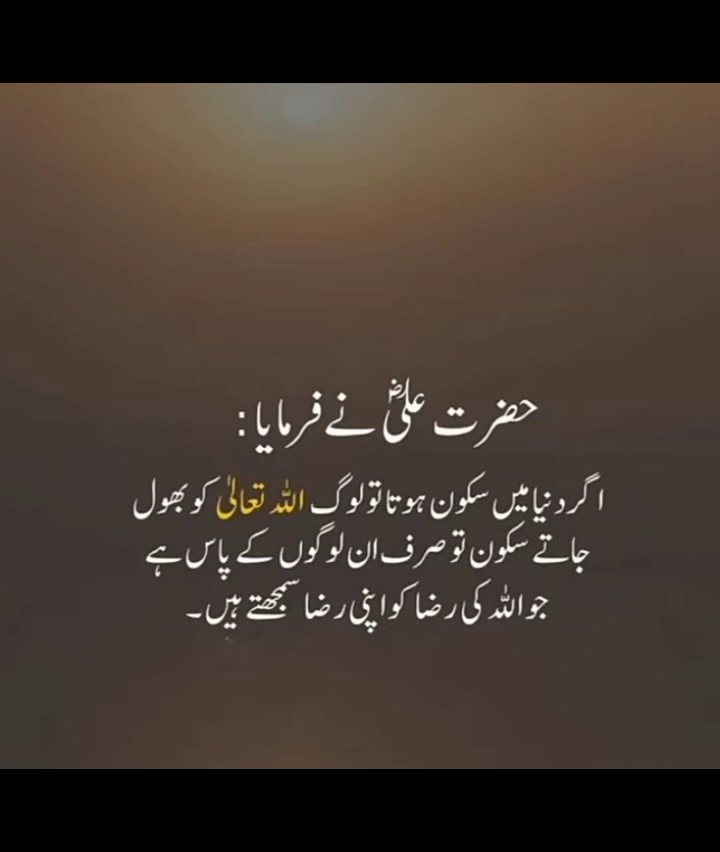 حضرت علیؓ نے فرمایا:
اگر دنیا میں سکون ہوتا تو لوگ اللہ تعالیٰ کو بھول
جاتے سکون تو صرف ان لوگوں کے پاس ہے
جو اللہ کی رضا کو اپنی رضا سمجھتے ہیں۔